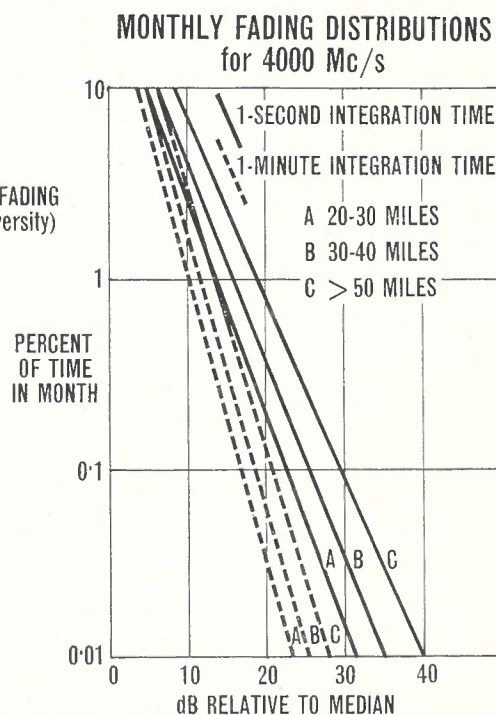 MONTHLY FADING DISTRIBUTIONS
for 4000 Mc/s
10
1-SECOND INTEGRATION TIME
1-MINUTE INTEGRATION TIME
FADING
A 20-30 MILES
B 30-40 MILES
C > 50 MILES
1
PERCENT
OF TIME
IN MONTH
0·1
A B C
A B C
0·01
0 10 20 30 40
dB RELATIVE TO MEDIAN